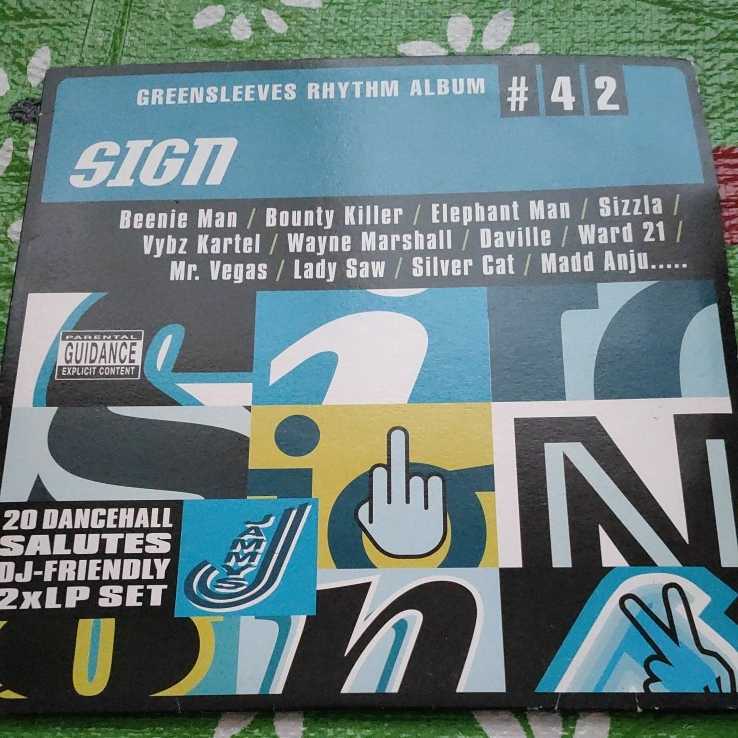 GREENSLEEVES RHYTHM ALBUM #42
SIGN
Beenie Man / Bounty Killer / Elephant Man / Sizzla /
Vybz Kartel / Wayne Marshall / Daville / Ward 21 /
Mr. Vegas / Lady Saw / Silver Cat / Madd Anju.....
PARENTAL
GUIDANCE
EXPLICIT CONTENT
20 DANCEHALL
SALUTES
DJ-FRIENDLY
2xLP SET
JAMMYS